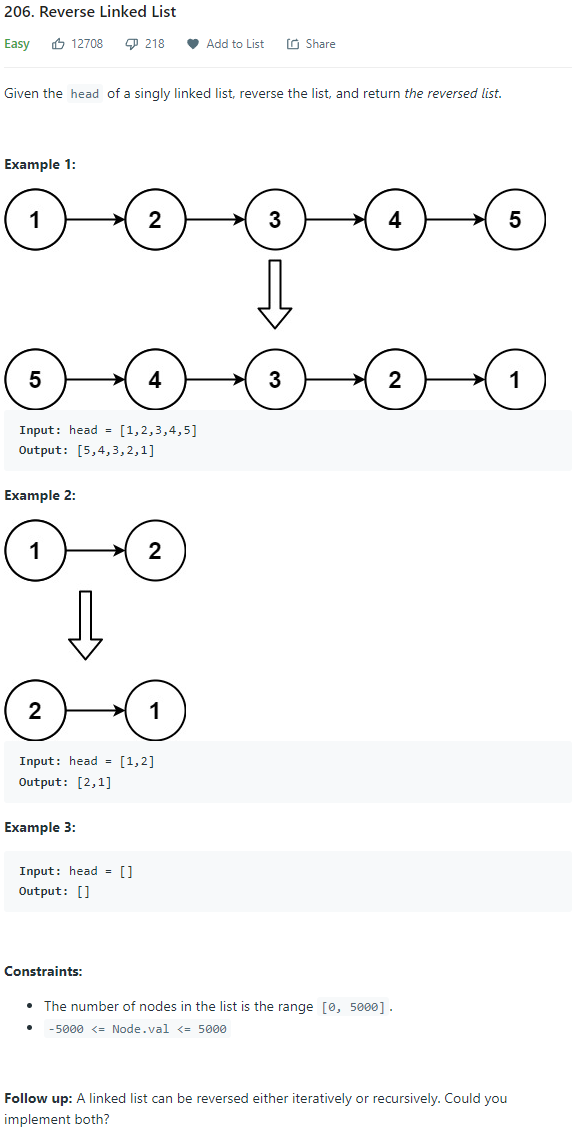 206. Reverse Linked List
Easy 12708 218 Add to List Share
Given the head of a singly linked list, reverse the list, and return the reversed list.
Example 1:
1 2 3 4 5
5 4 3 2 1
Input: head = [1,2,3,4,5]
Output: [5,4,3,2,1]
Example 2:
1 2
2 1
Input: head = [1,2]
Output: [2,1]
Example 3:
Input: head = []
Output: []
Constraints:
• The number of nodes in the list is the range [0, 5000].
• -5000 <= Node.val <= 5000
Follow up: A linked list can be reversed either iteratively or recursively. Could you
implement both?